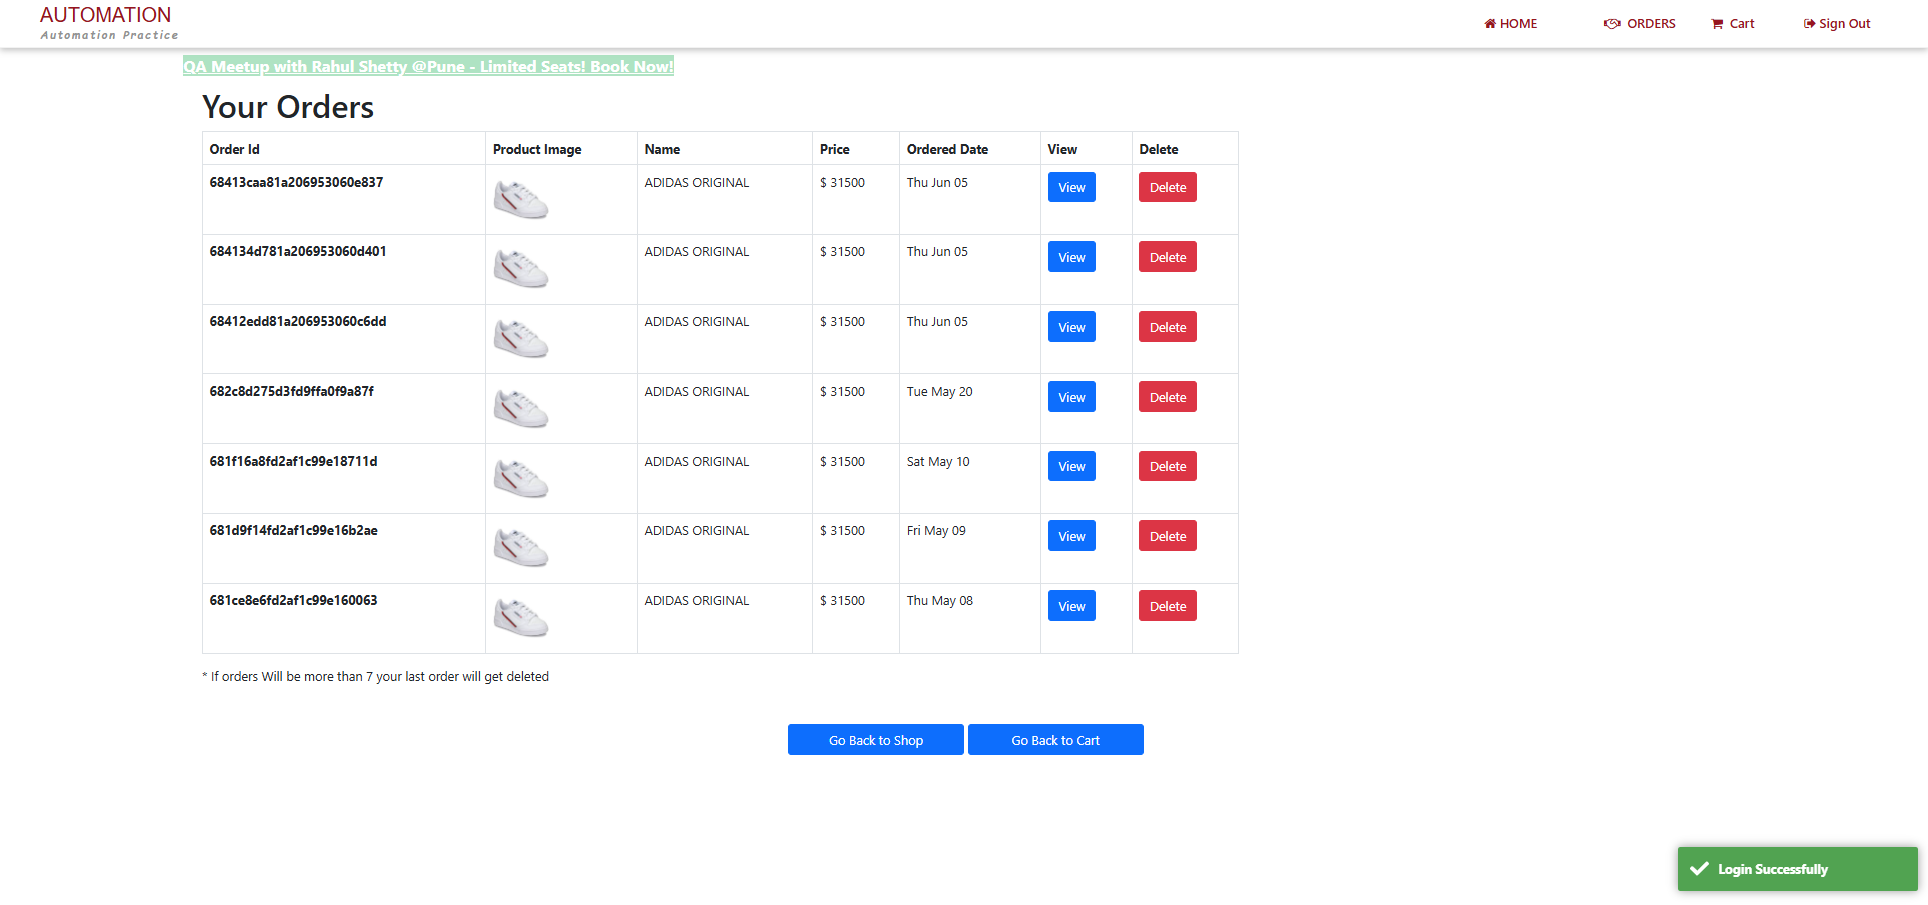 AUTOMATION
Automation Practice
HOME ORDERS Cart Sign Out
QA Meetup with Rahul Shetty @Pune - Limited Seats! Book Now!
Your Orders
Order Id Product Image Name Price Ordered Date View Delete
68413caa81a206953060e837 ADIDAS ORIGINAL $ 31500 Thu Jun 05 View Delete
684134d781a206953060d401 ADIDAS ORIGINAL $ 31500 Thu Jun 05 View Delete
68412edd81a206953060c6dd ADIDAS ORIGINAL $ 31500 Thu Jun 05 View Delete
682c8d275d3fd9ffa0f9a87f ADIDAS ORIGINAL $ 31500 Tue May 20 View Delete
681f16a8fd2af1c99e18711d ADIDAS ORIGINAL $ 31500 Sat May 10 View Delete
681d9f14fd2af1c99e16b2ae ADIDAS ORIGINAL $ 31500 Fri May 09 View Delete
681ce8e6fd2af1c99e160063 ADIDAS ORIGINAL $ 31500 Thu May 08 View Delete
* If orders Will be more than 7 your last order will get deleted
Go Back to Shop Go Back to Cart
Login Successfully